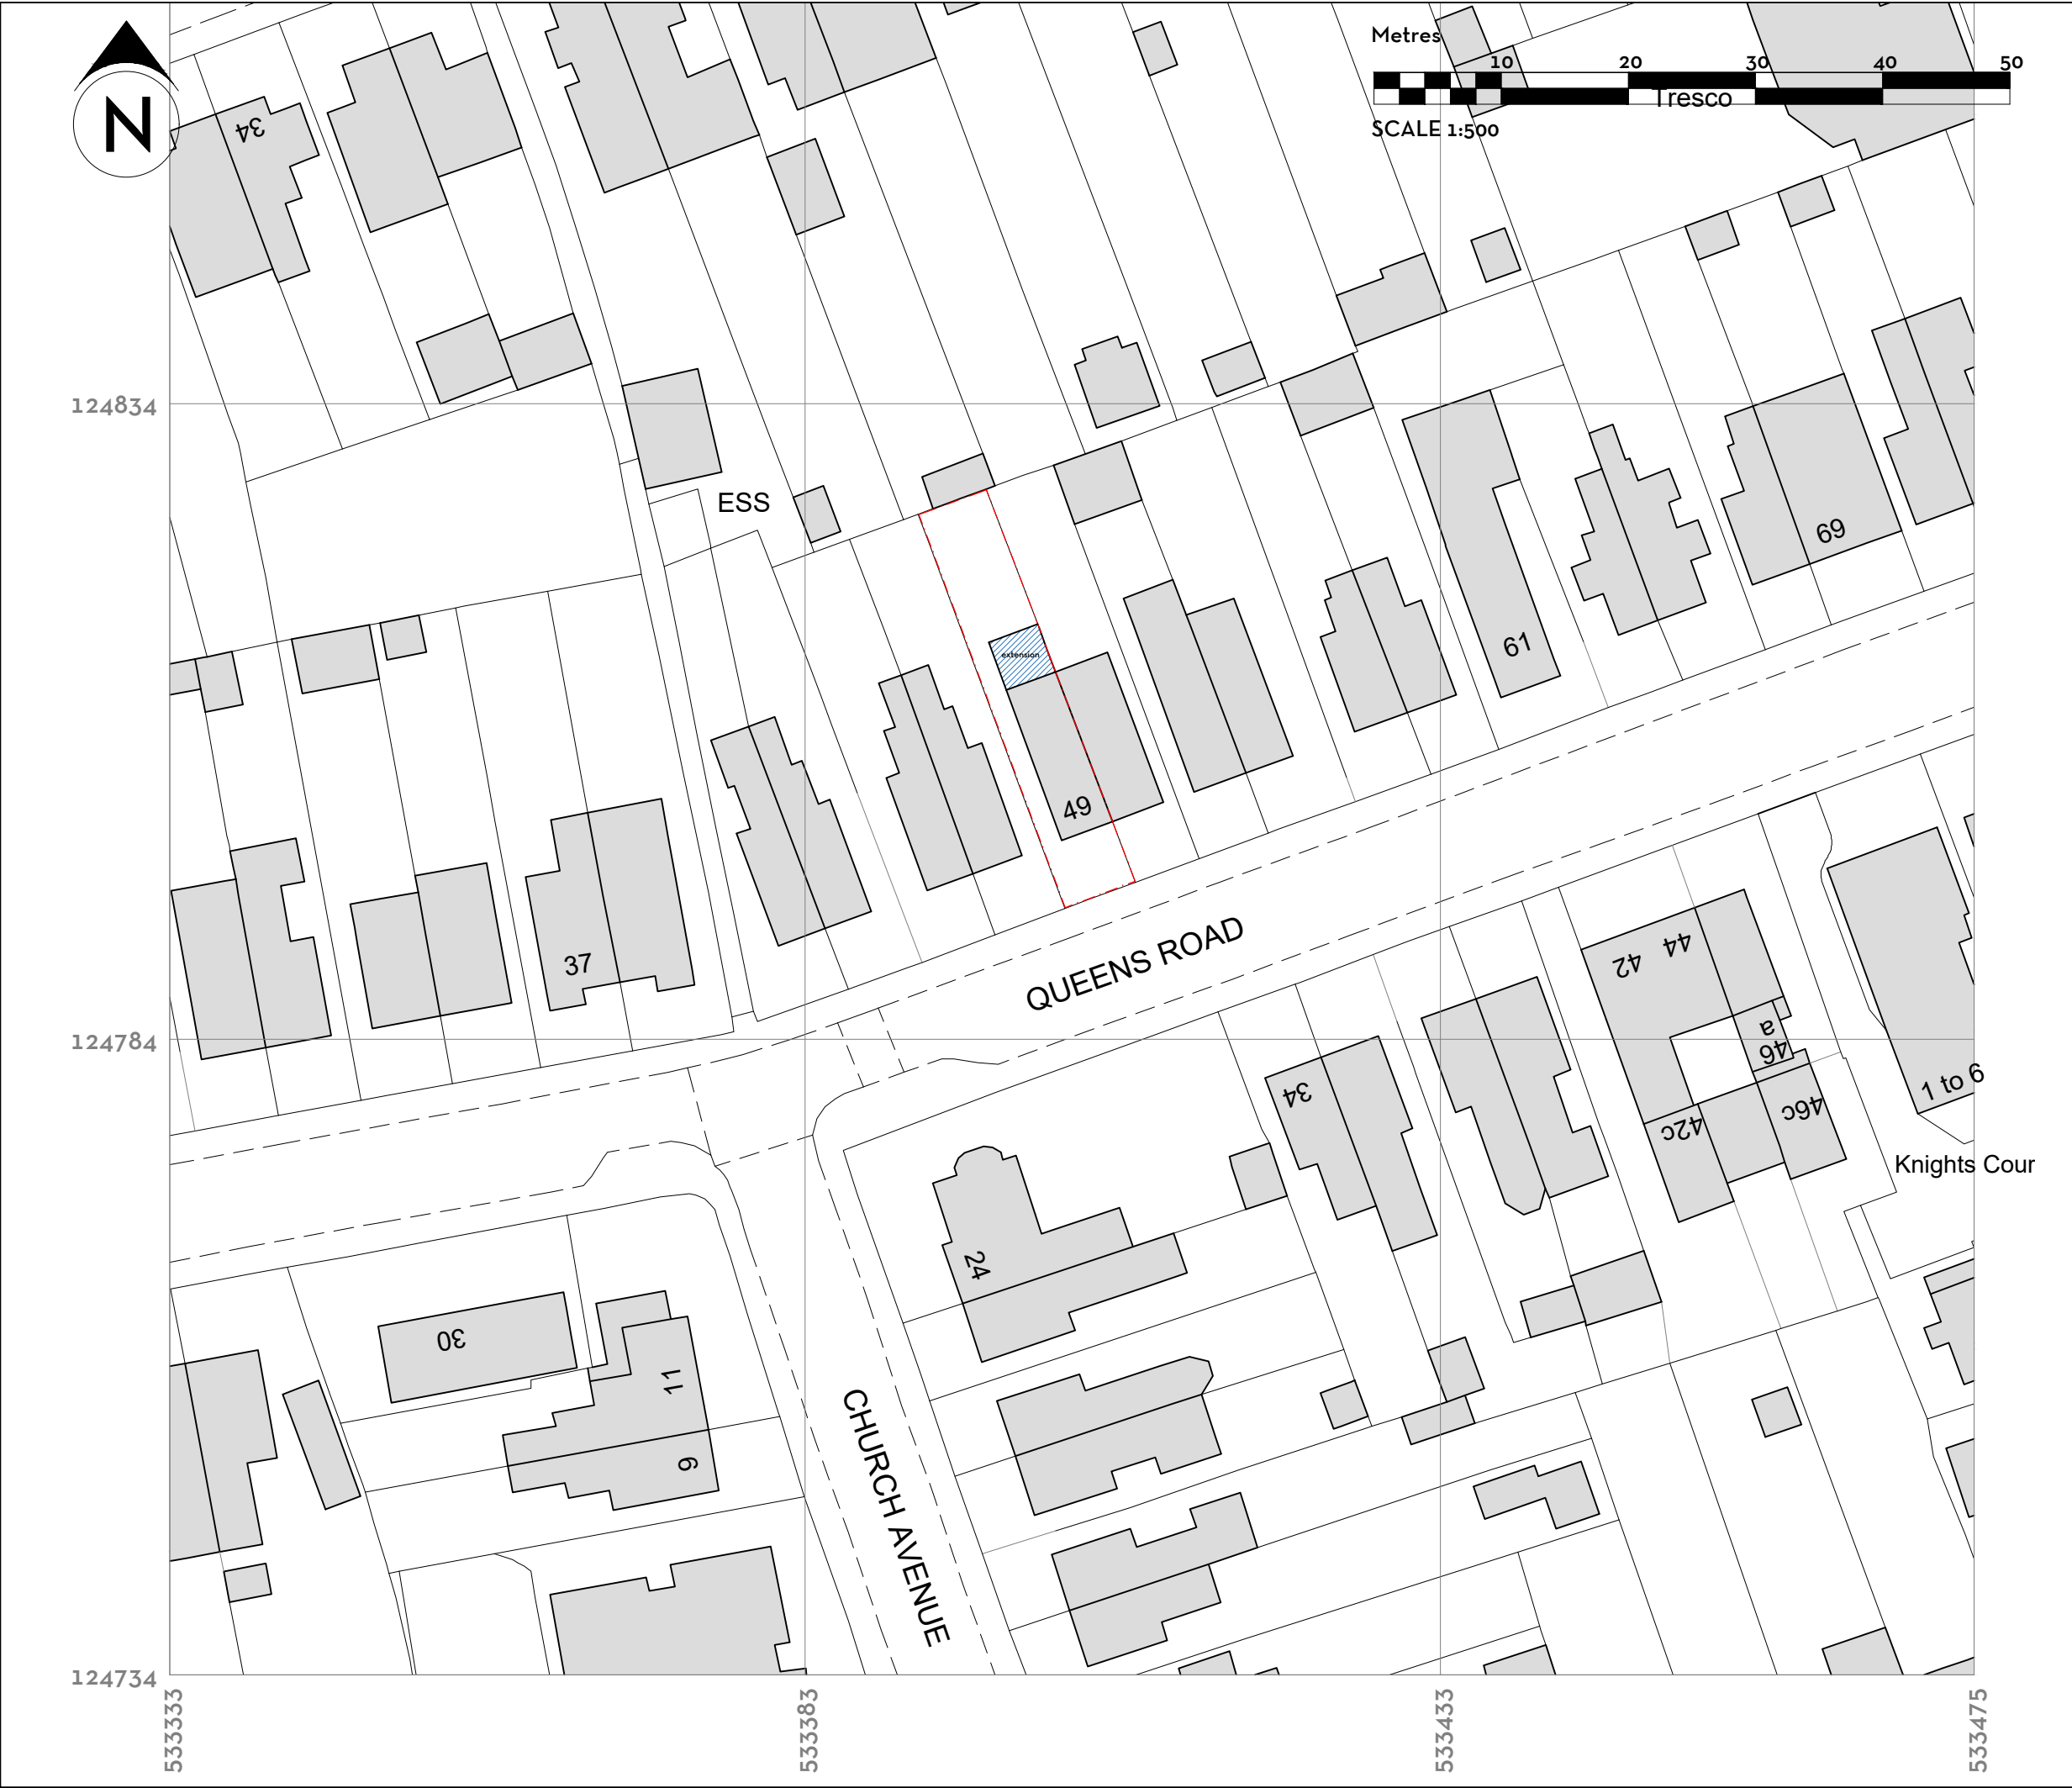 N
Metres
10 20 30 40 50
Tresco
SCALE 1:500
34
124834
ESS
69
extension
61
49
37
QUEENS ROAD
42 44
124784
46
a
34
1 to 6
42c
46c
Knights Cour
24
30
11
9
CHURCH AVENUE
124734
533333
533383
533433
533475